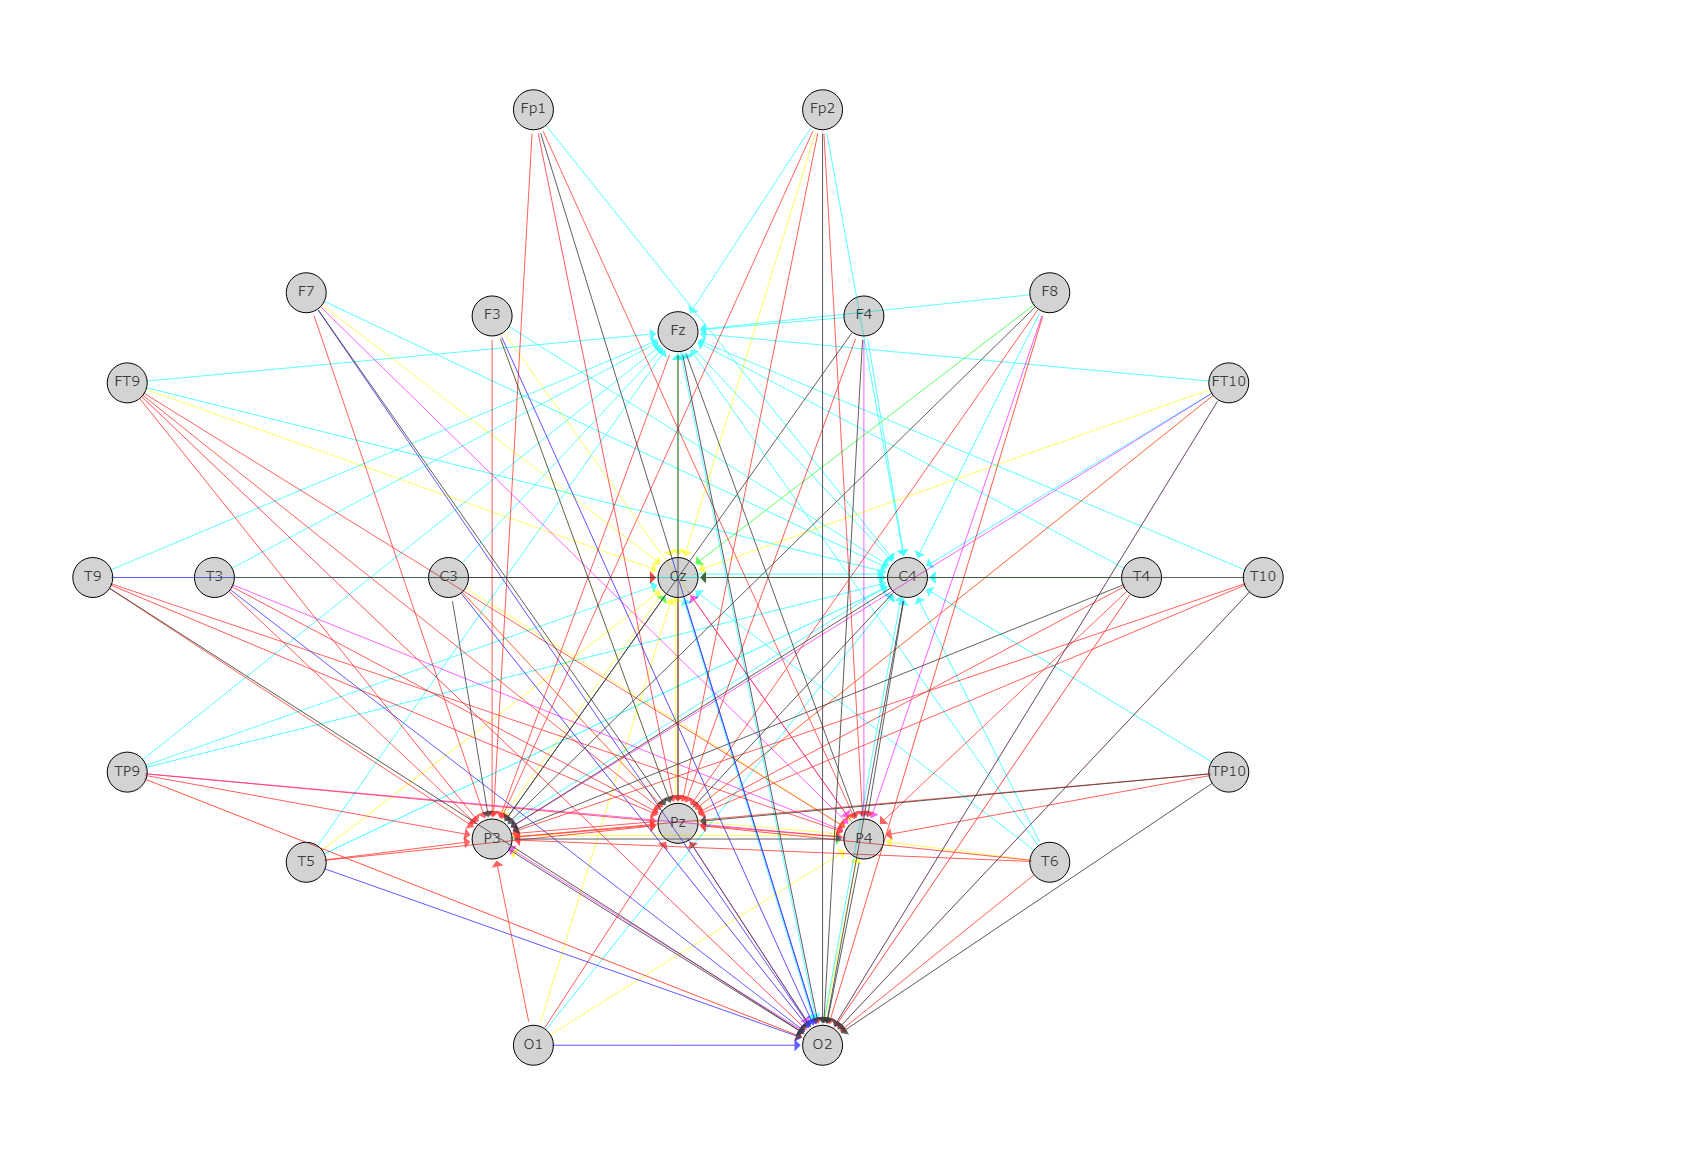 Fp1 Fp2
F7 F3 Fz F4 F8
FT9 FT10
T9 T3 C3 Cz C4 T4 T10
TP9 TP10
T5 P3 Pz P4 T6
O1 O2